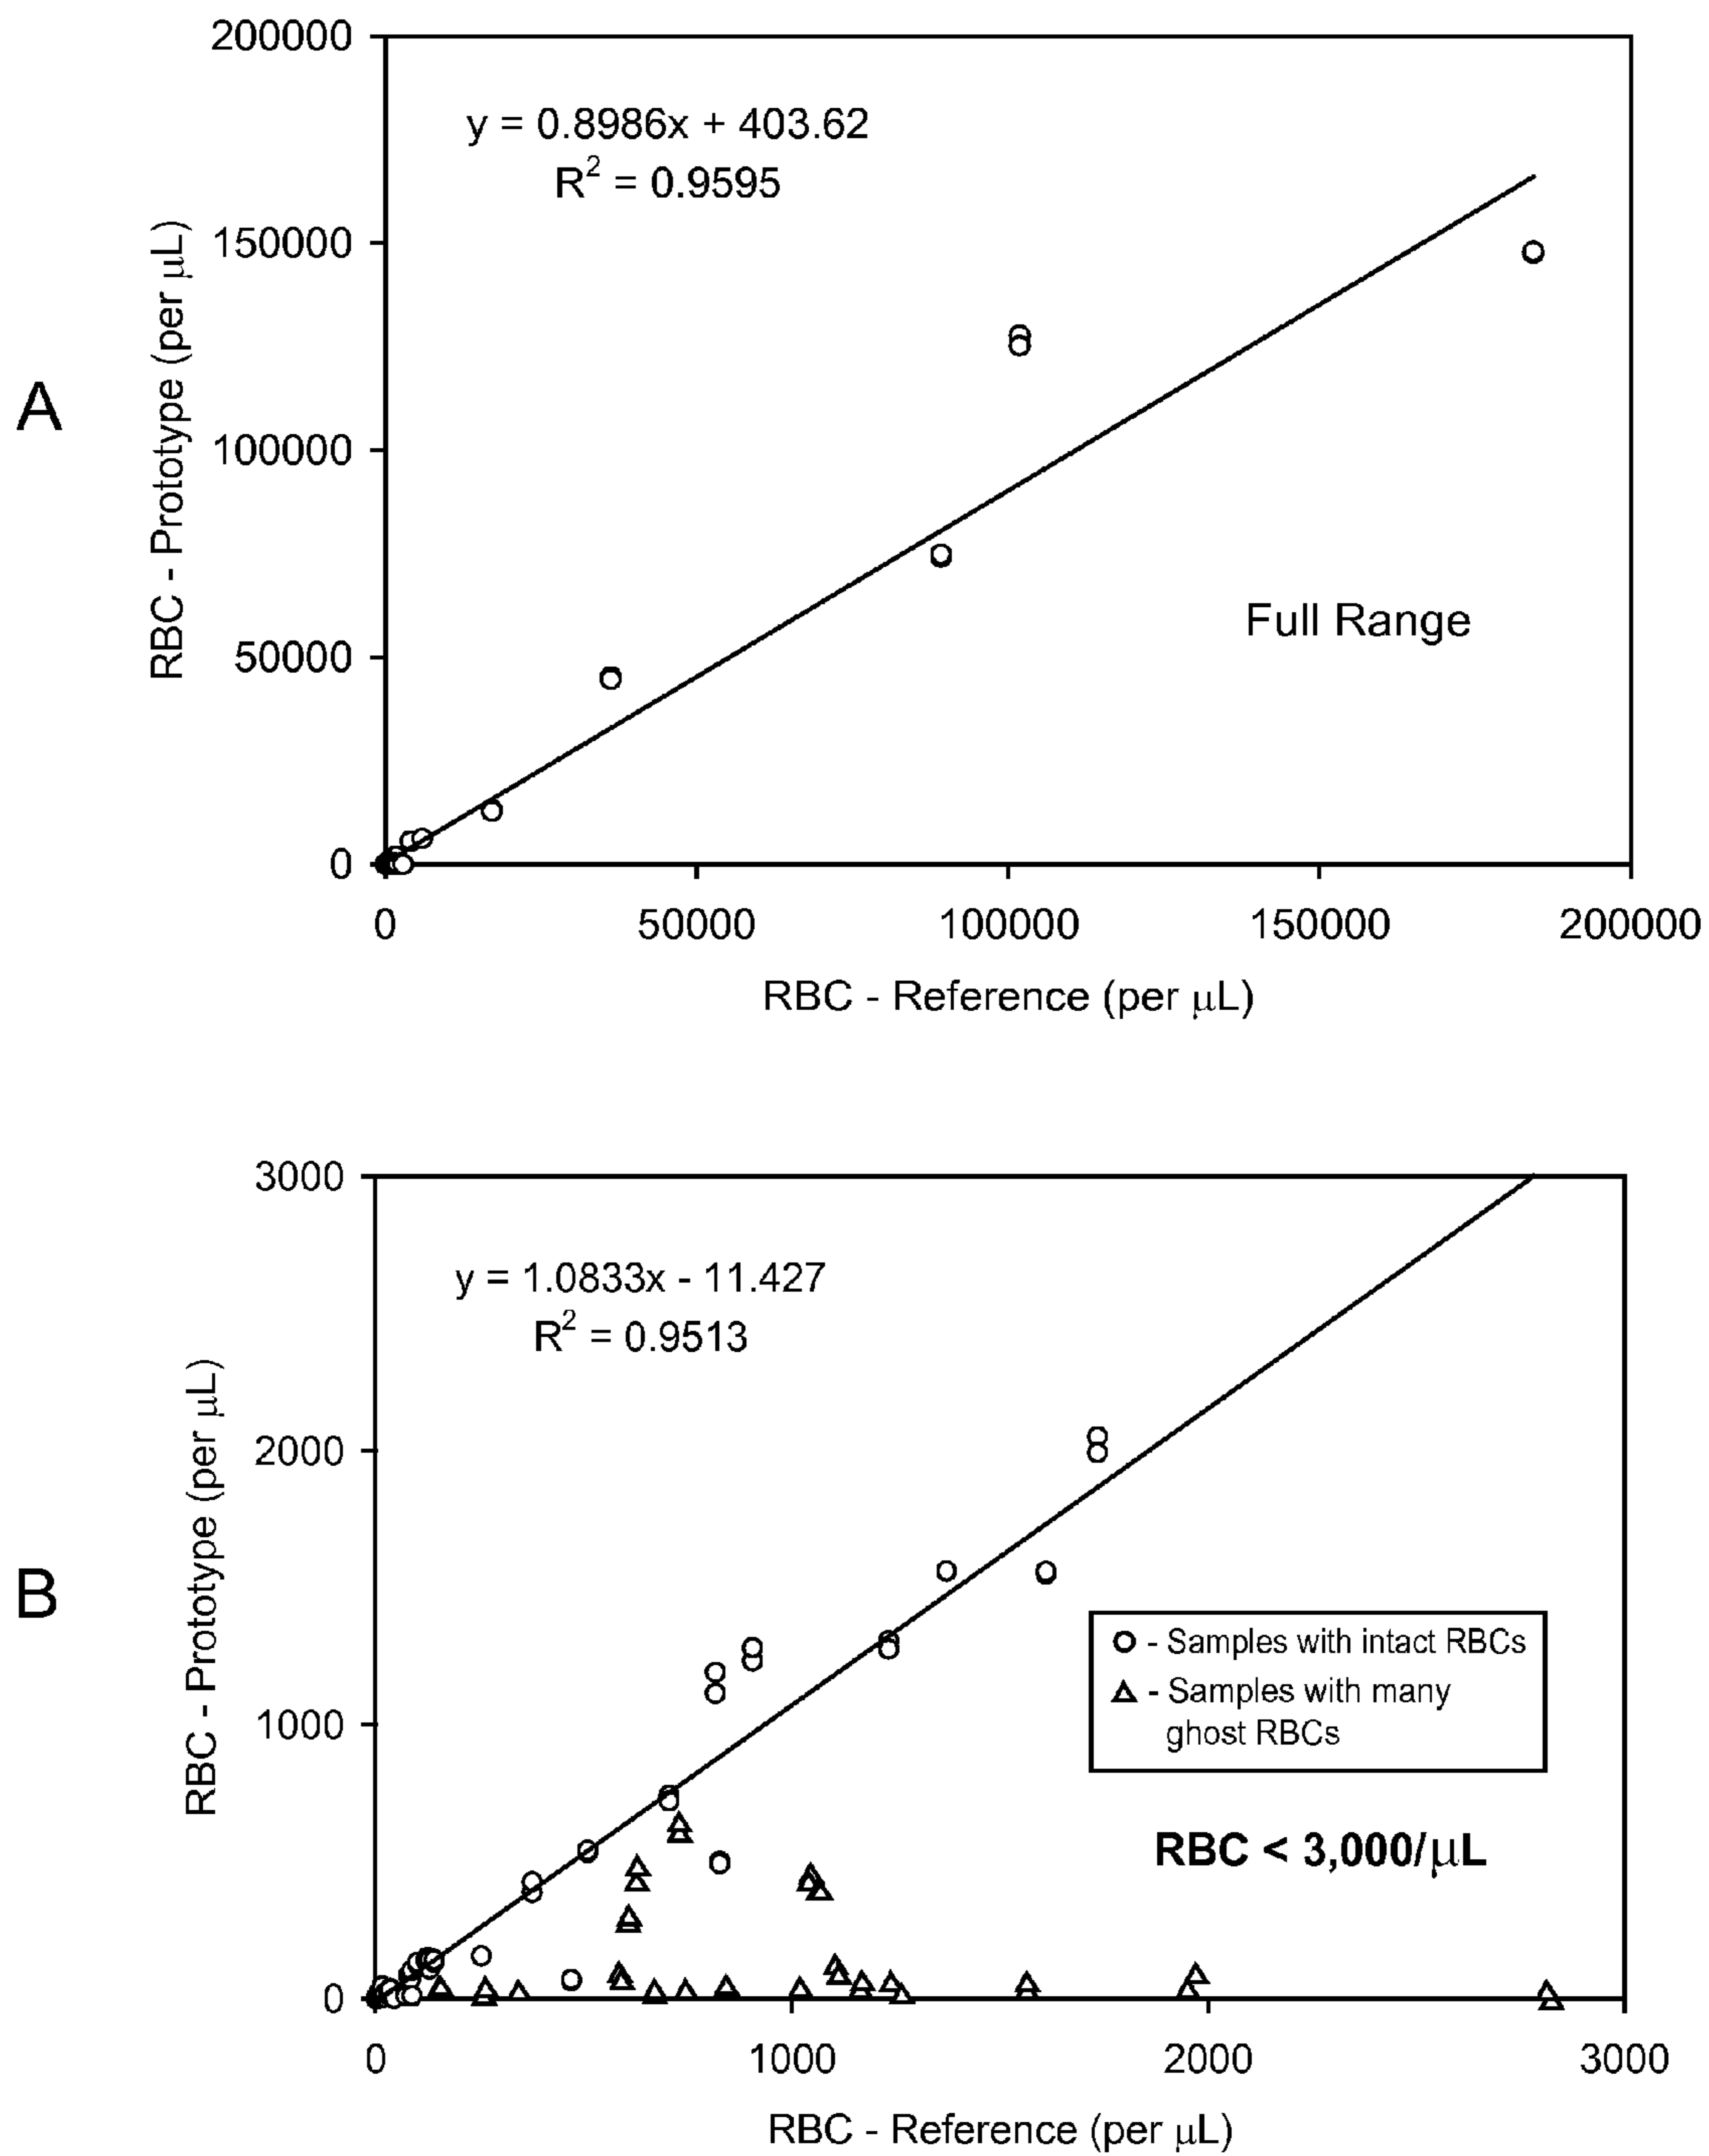 A
200000
150000
100000
50000
0
RBC - Prototype (per µL)
y = 0.8986x + 403.62
R² = 0.9595
Full Range
0 50000 100000 150000 200000
RBC - Reference (per µL)
B
3000
2000
1000
0
RBC - Prototype (per µL)
y = 1.0833x - 11.427
R² = 0.9513
- Samples with intact RBCs
- Samples with many
ghost RBCs
RBC < 3,000/µL
0 1000 2000 3000
RBC - Reference (per µL)